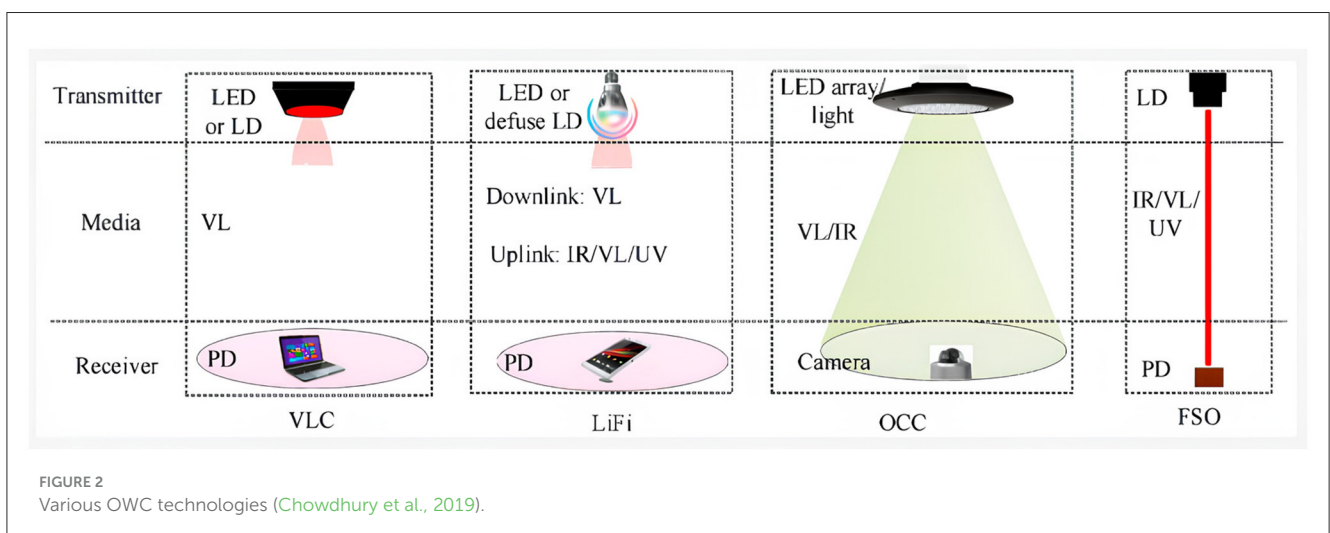 Transmitter
LED
or LD
LED or
defuse LD
LED array/
light
LD
Media
VL
Downlink: VL
Uplink: IR/VL/UV
VL/IR
IR/VL/
UV
Receiver
PD
PD
Camera
PD
VLC
LiFi
OCC
FSO
FIGURE 2
Various OWC technologies (Chowdhury et al., 2019).